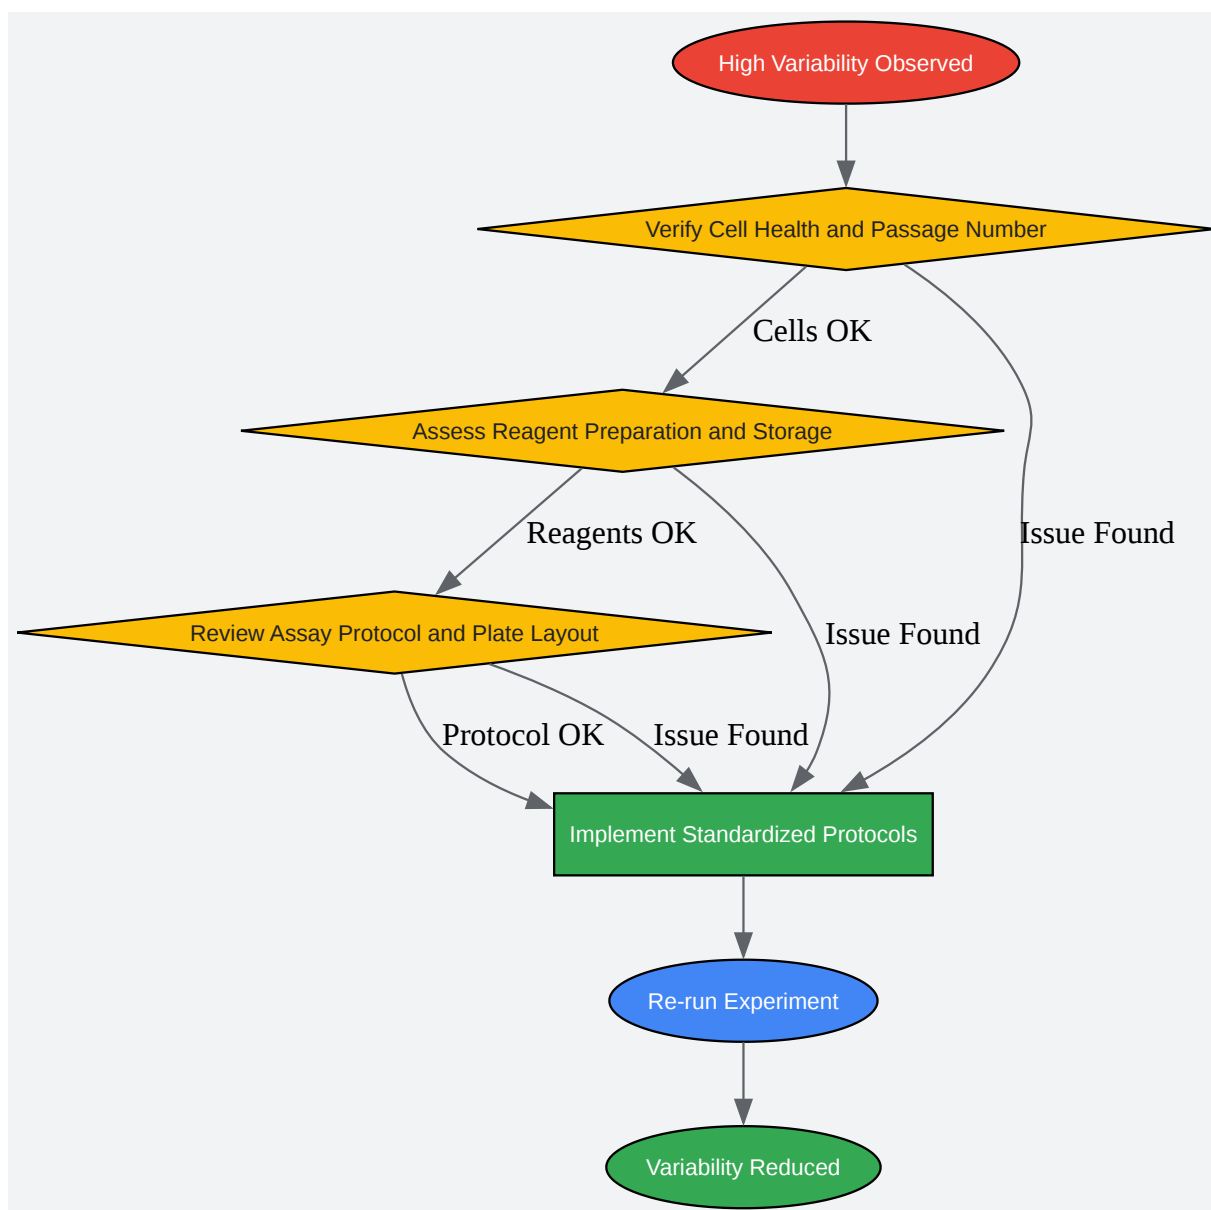 High Variability Observed
Verify Cell Health and Passage Number
Cells OK
Assess Reagent Preparation and Storage
Reagents OK
Issue Found
Review Assay Protocol and Plate Layout
Issue Found
Protocol OK
Issue Found
Implement Standardized Protocols
Re-run Experiment
Variability Reduced